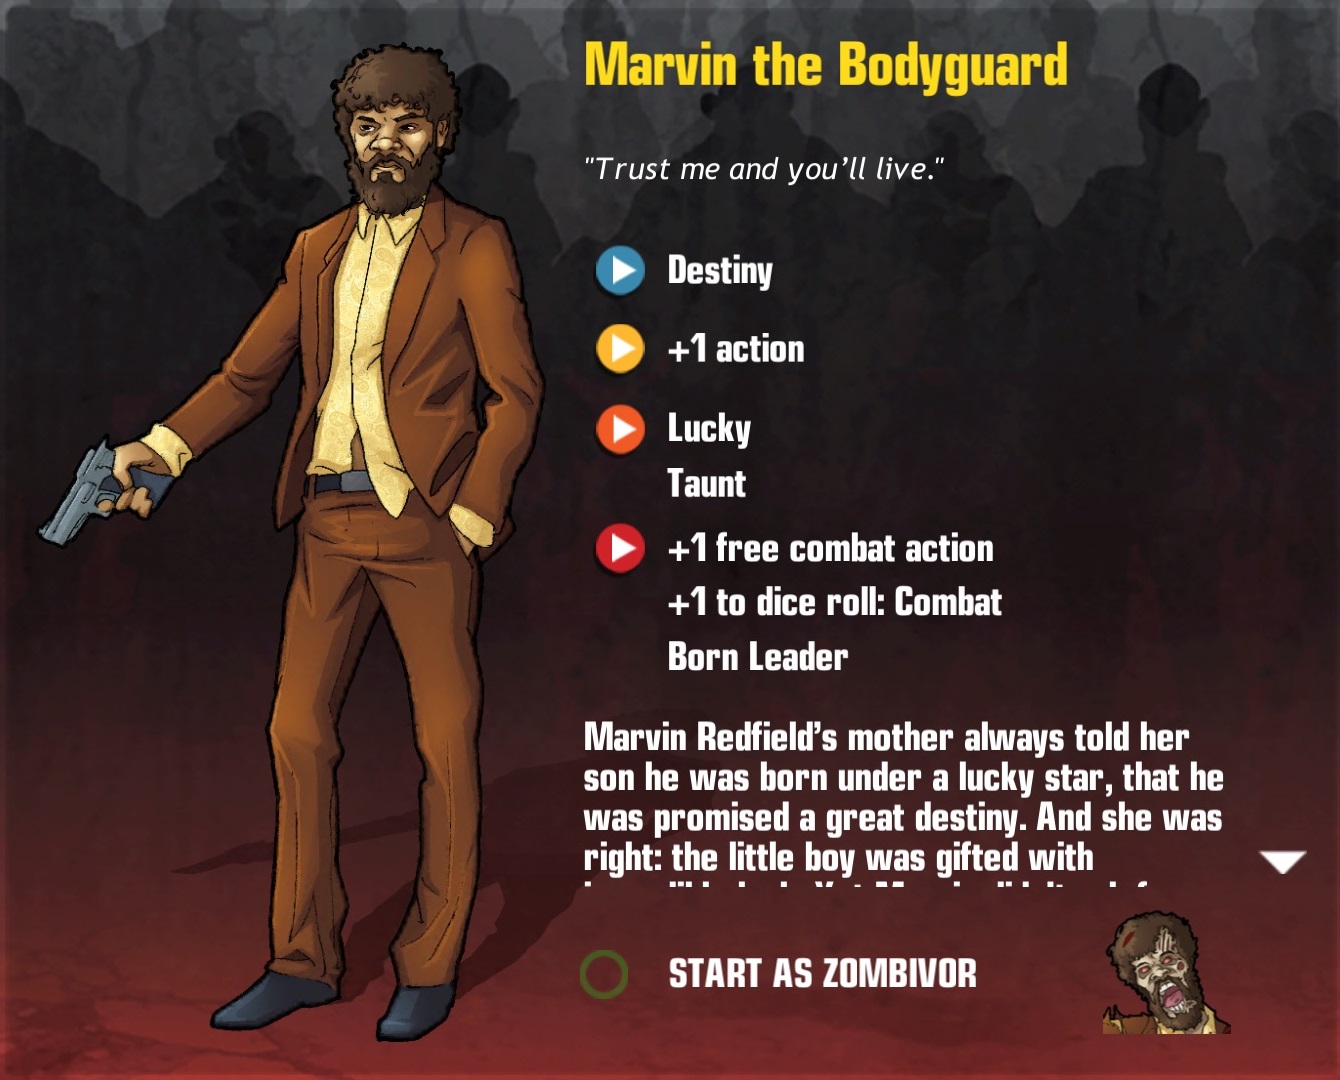 Marvin the Bodyguard
"Trust me and you’ll live."
Destiny
+1 action
Lucky
Taunt
+1 free combat action
+1 to dice roll: Combat
Born Leader
Marvin Redfield’s mother always told her
son he was born under a lucky star, that he
was promised a great destiny. And she was
right: the little boy was gifted with
START AS ZOMBIVOR